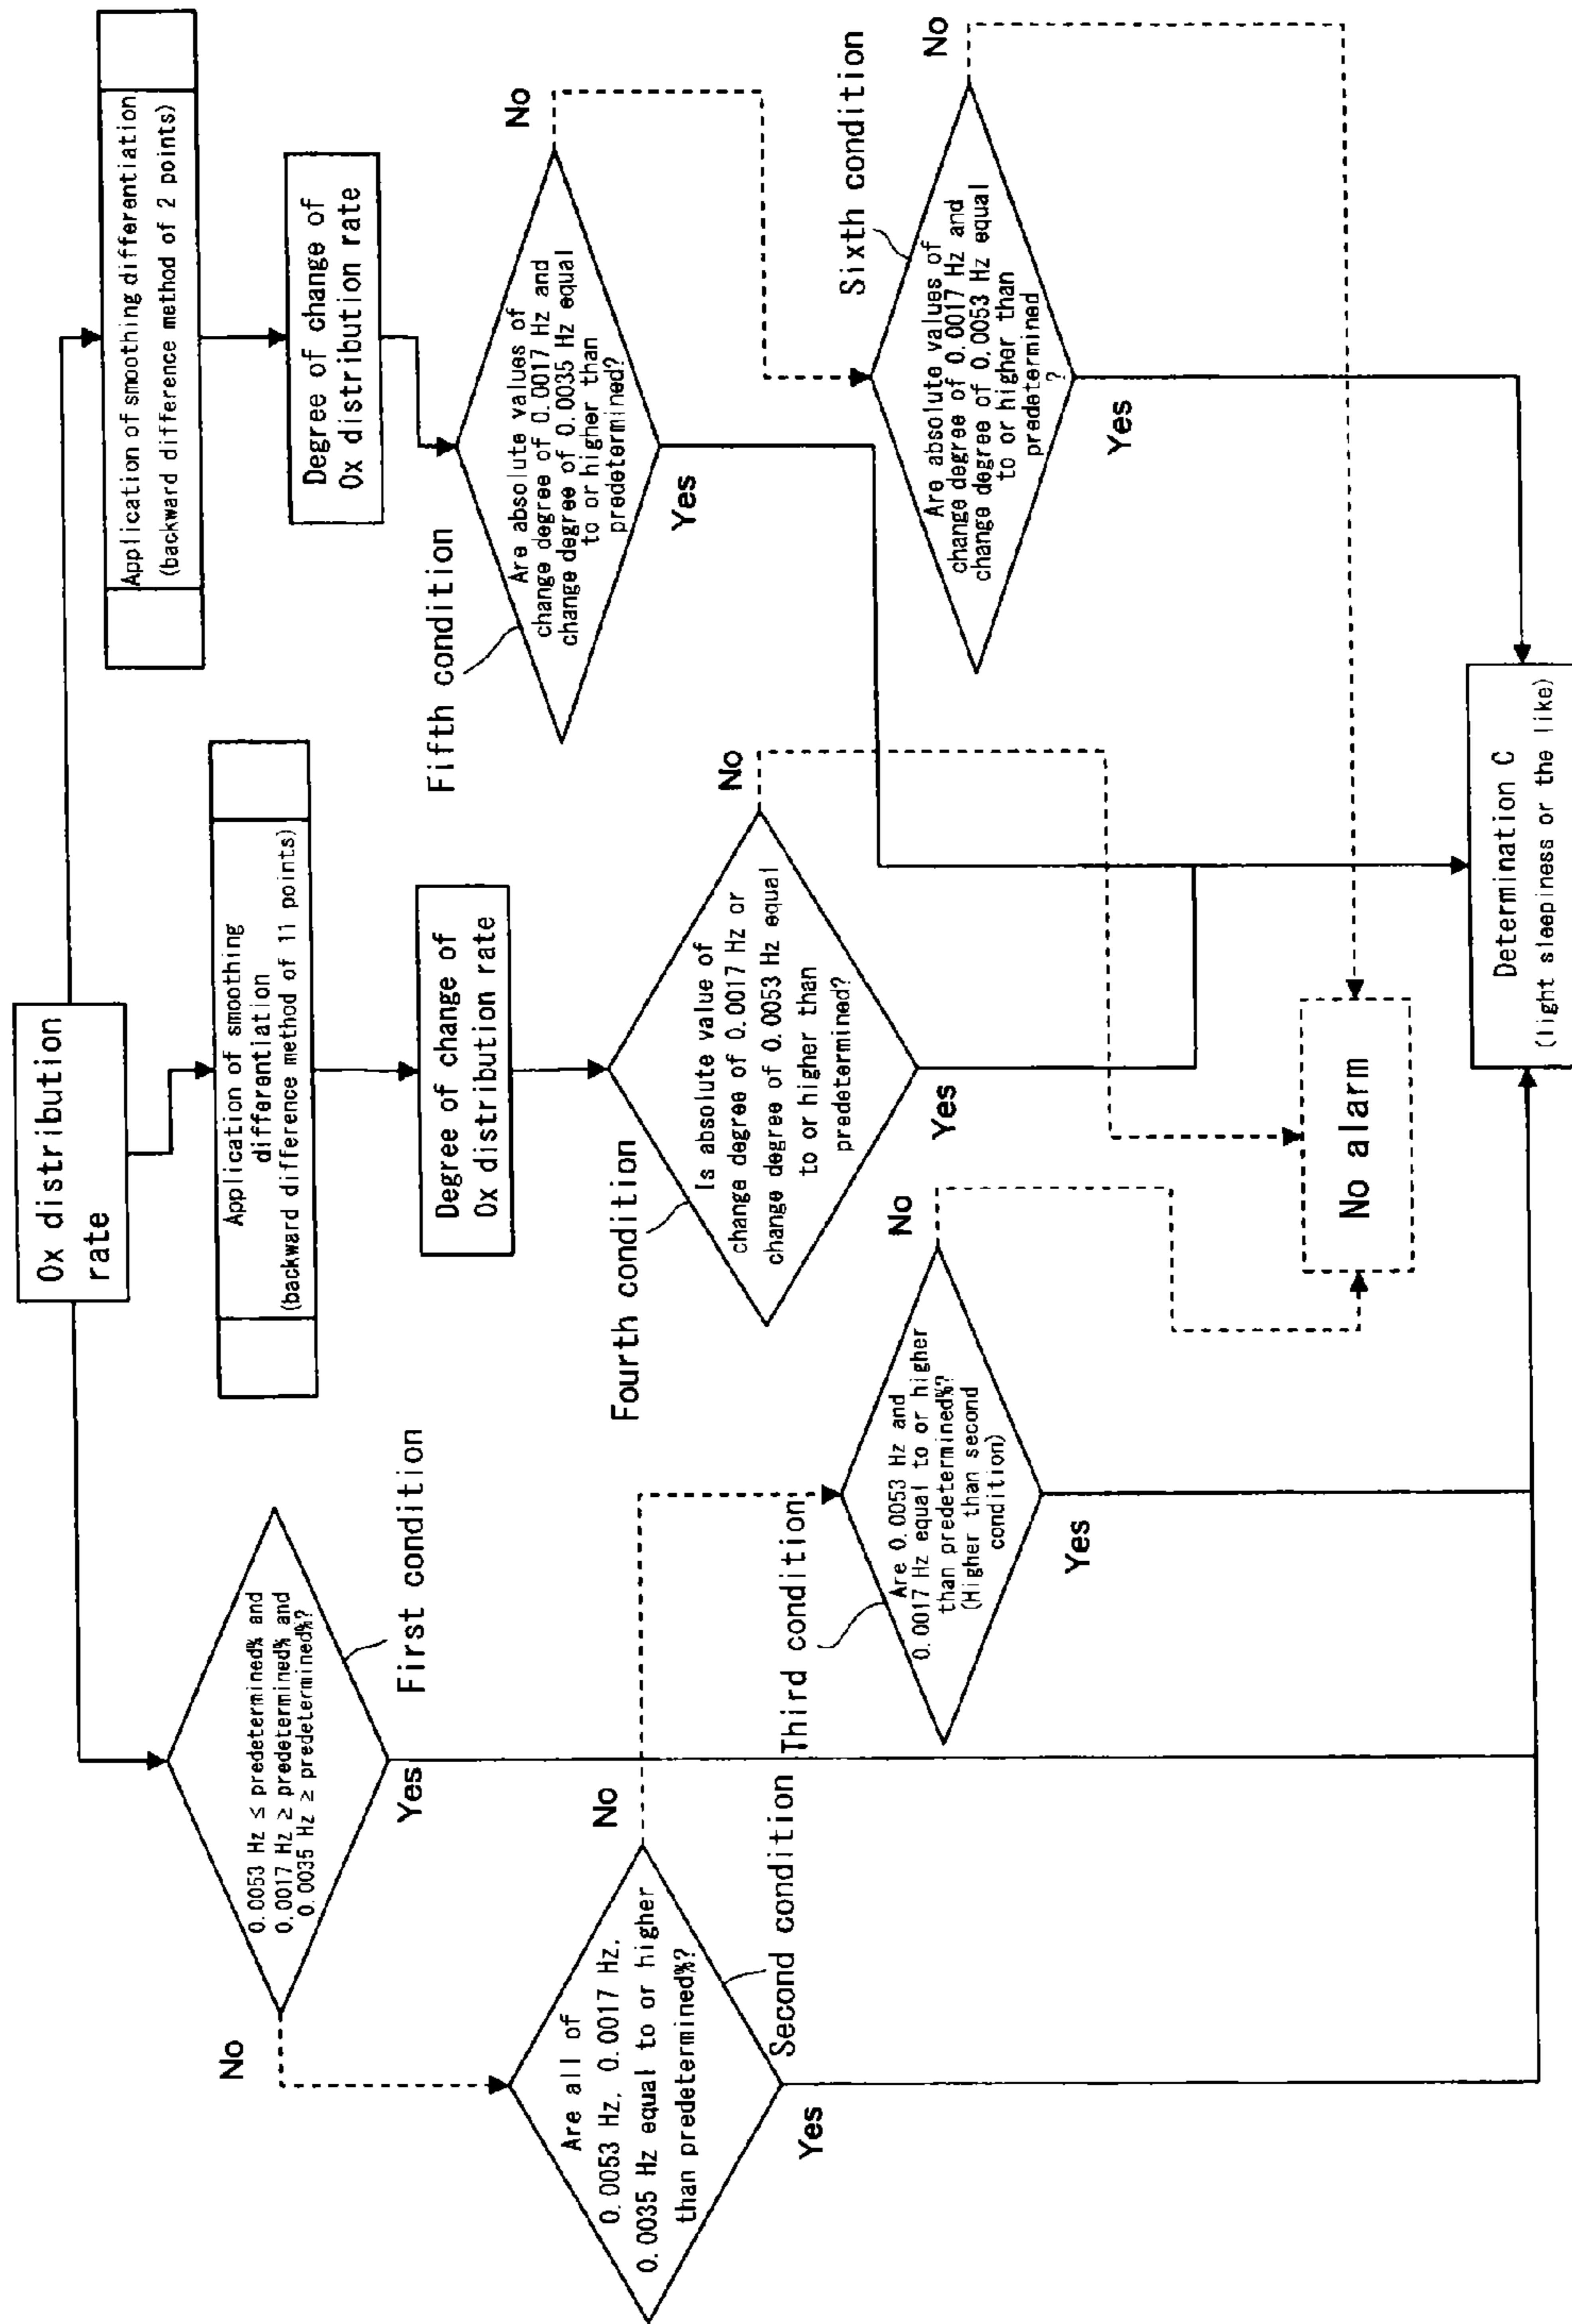 Ox distribution
rate
Application of smoothing
differentiation
(backward difference method of 11 points)
Application of smoothing differentiation
(backward difference method of 2 points)
Degree of change of
Ox distribution rate
Degree of change of
Ox distribution rate
0.0053 Hz ≤ predetermined% and
0.0017 Hz ≥ predetermined% and
0.0035 Hz ≥ predetermined%?
First condition
No
Yes
Are all of
0.0053 Hz, 0.0017 Hz,
0.0035 Hz equal to or higher
than predetermined%?
Second condition
No
Yes
Are 0.0053 Hz and
0.0017 Hz equal to or higher
than predetermined%?
(Higher than second
condition)
Third condition
No
Yes
Fourth condition
Is absolute value of
change degree of 0.0017 Hz or
change degree of 0.0053 Hz equal
to or higher than
predetermined?
No
Yes
Fifth condition
Are absolute values of
change degree of 0.0017 Hz and
change degree of 0.0035 Hz equal
to or higher than
predetermined?
No
Yes
Sixth condition
Are absolute values of
change degree of 0.0017 Hz and
change degree of 0.0053 Hz equal
to or higher than
predetermined
?
No
Yes
No alarm
Determination C
(light sleepiness or the like)